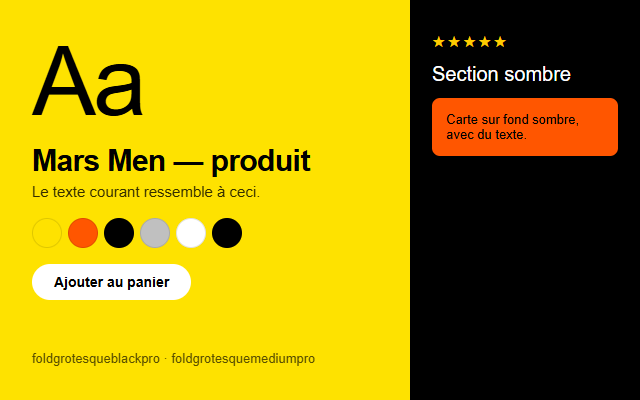 Aa
Mars Men — produit
Le texte courant ressemble à ceci.
Ajouter au panier
foldgrotesqueblackpro · foldgrotesquemediumpro
★★★★★
Section sombre
Carte sur fond sombre,
avec du texte.